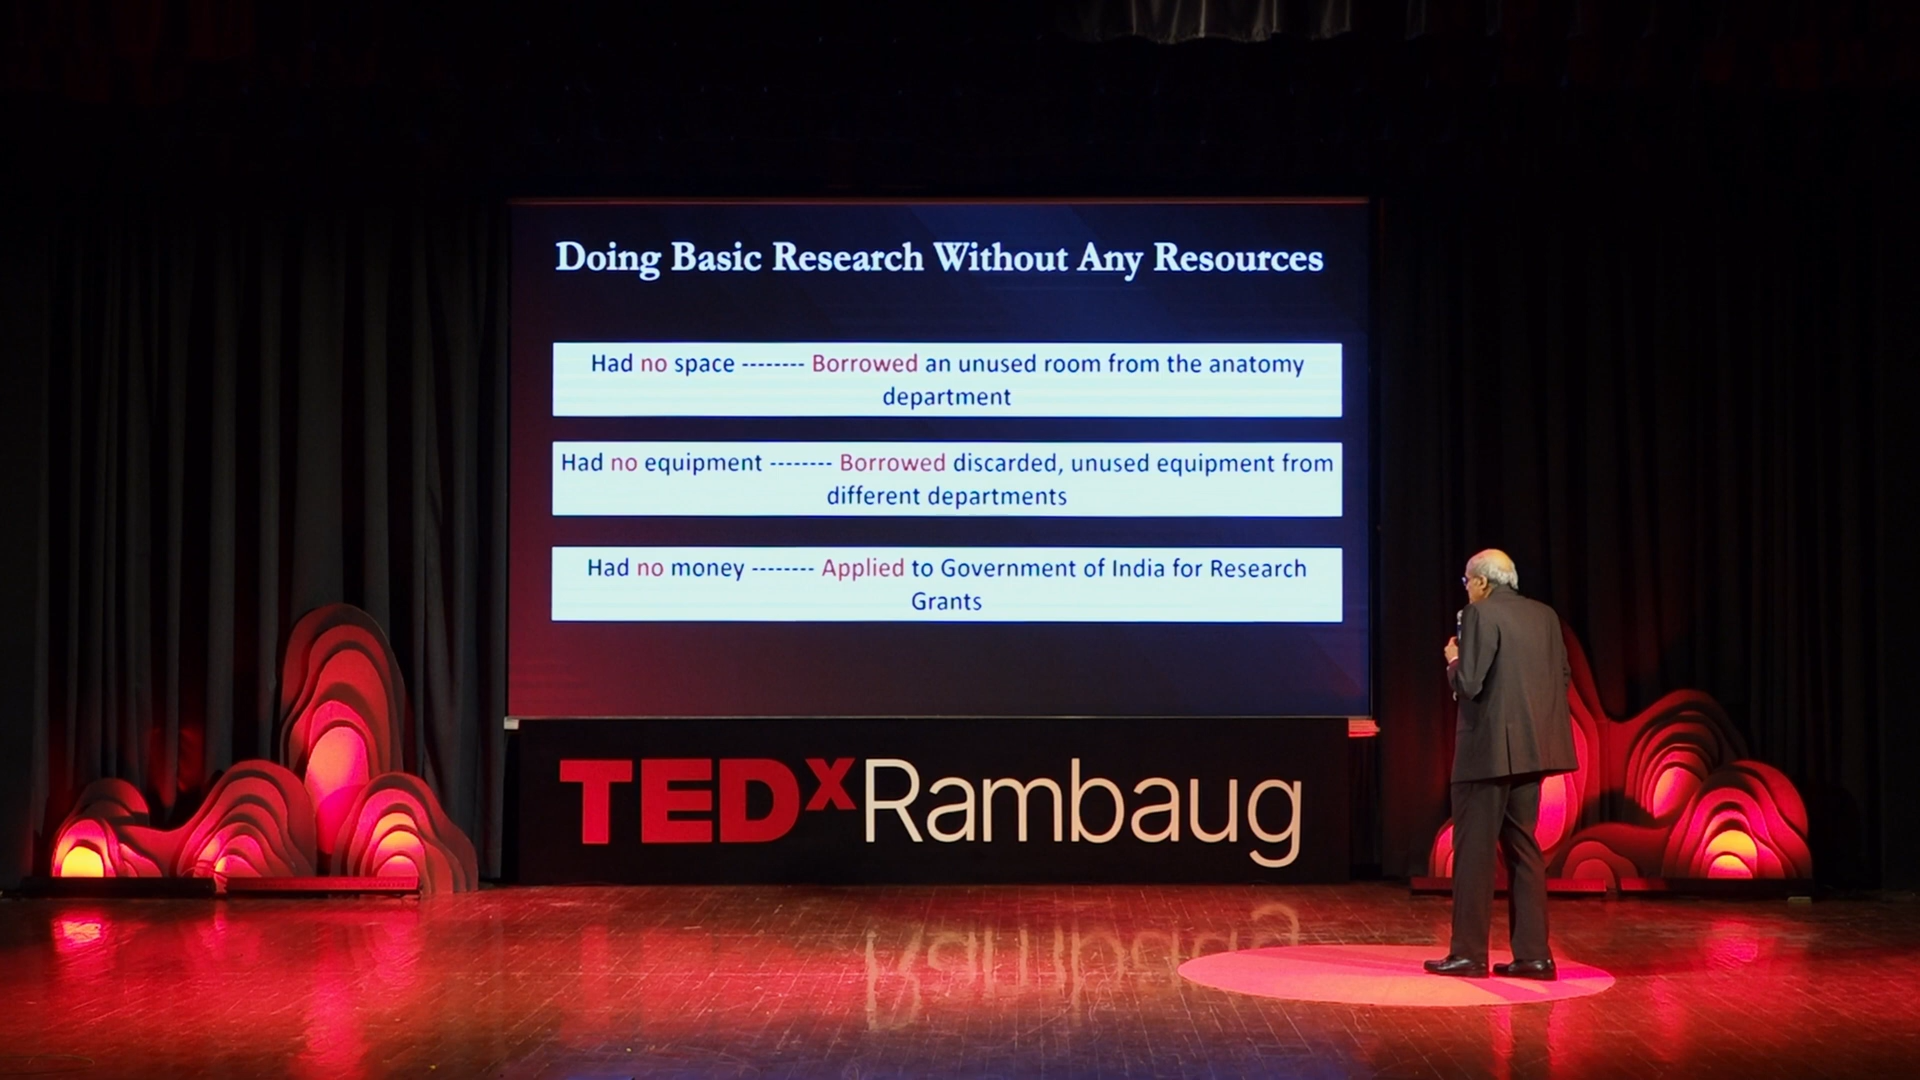 Doing Basic Research Without Any Resources
Had no space -------- Borrowed an unused room from the anatomy
department
Had no equipment -------- Borrowed discarded, unused equipment from
different departments
Had no money -------- Applied to Government of India for Research
Grants
TEDxRambaug